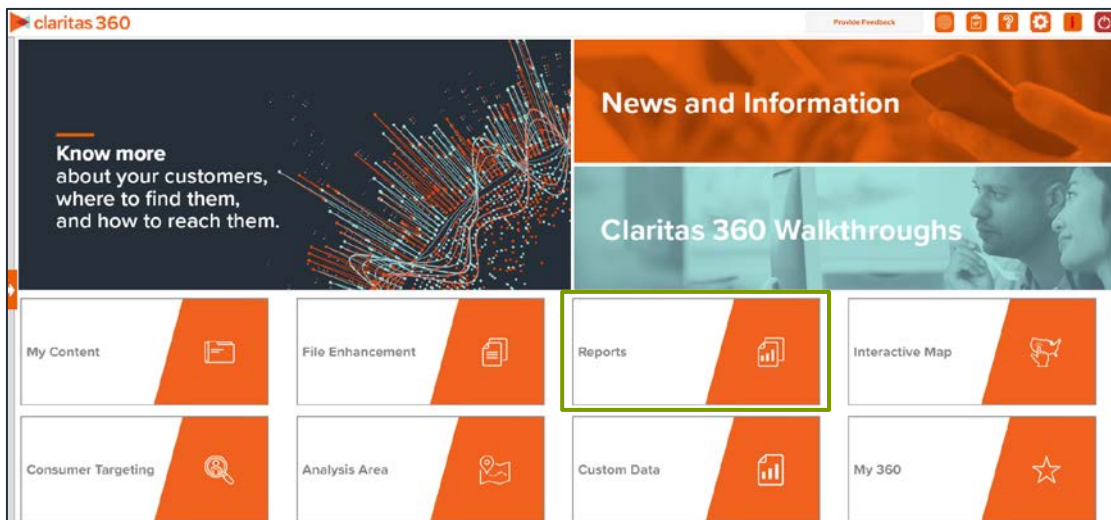 claritas 360
Provide Feedback
Know more
about your customers,
where to find them,
and how to reach them.
News and Information
Claritas 360 Walkthroughs
My Content
File Enhancement
Reports
Interactive Map
Consumer Targeting
Analysis Area
Custom Data
My 360